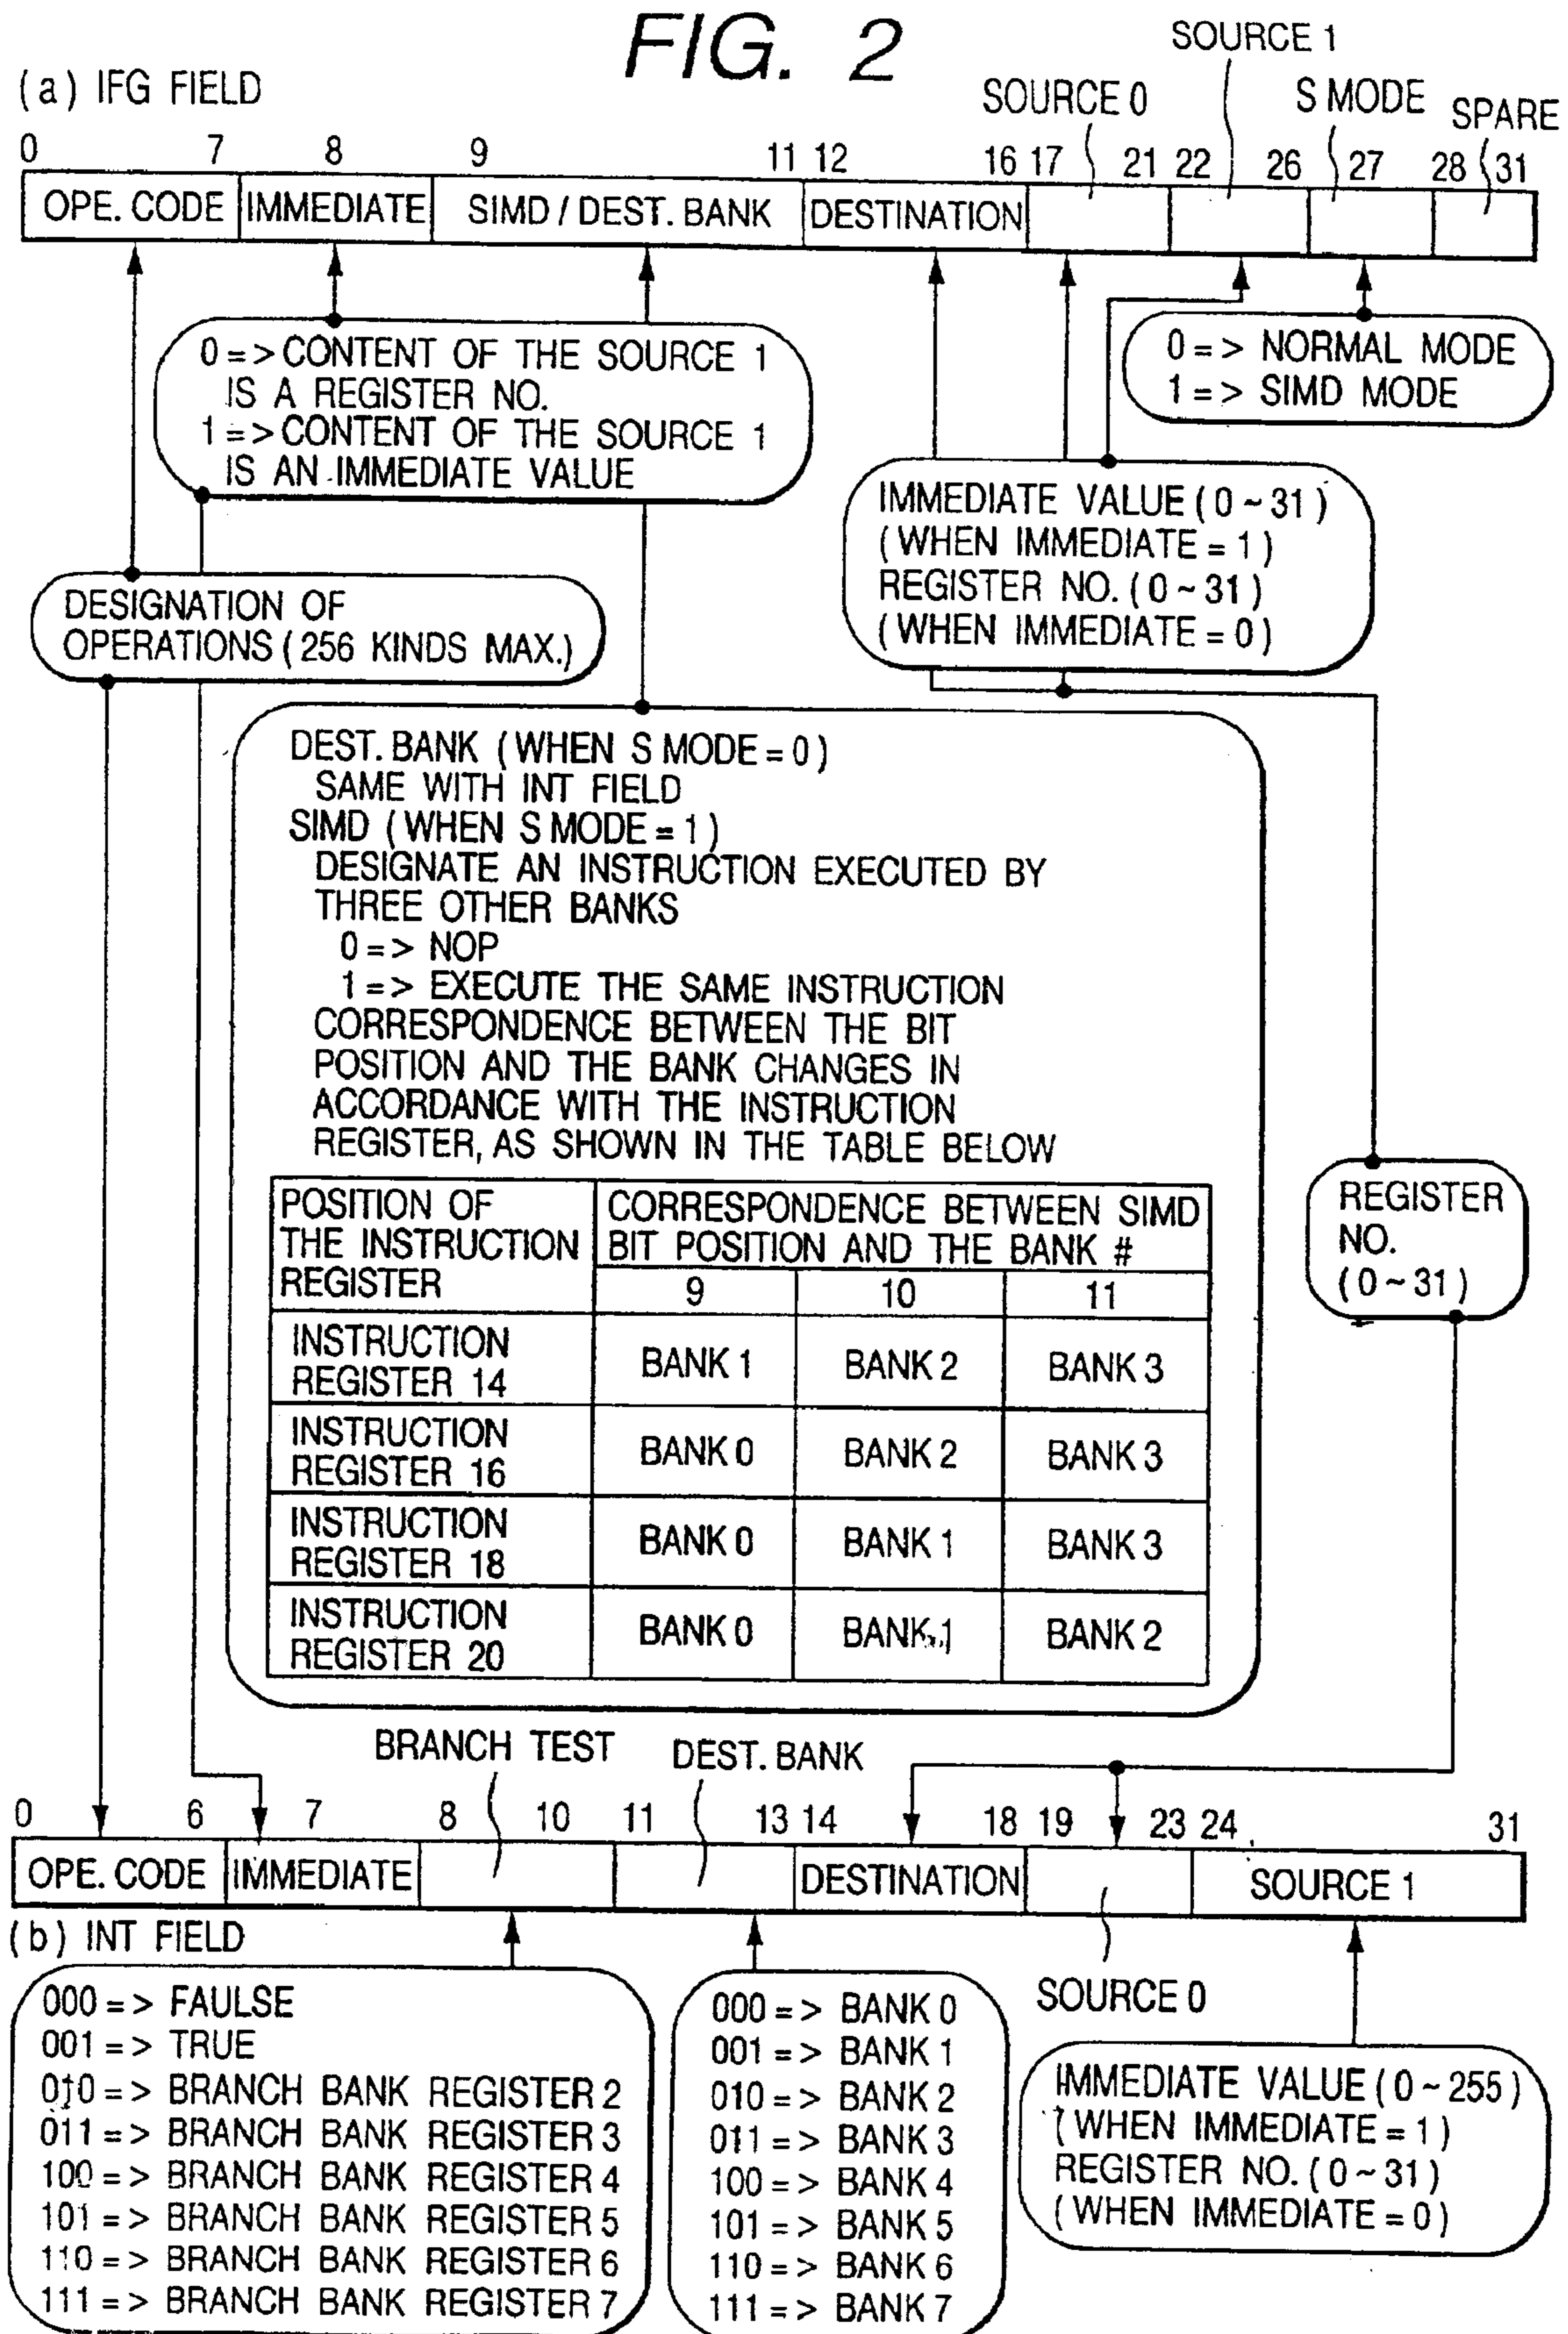 FIG. 2
(a) IFG FIELD
SOURCE 0
SOURCE 1
S MODE
SPARE
0 7 8 9 11 12 16 17 21 22 26 27 28 31
OPE. CODE IMMEDIATE SIMD / DEST. BANK DESTINATION
0 => CONTENT OF THE SOURCE 1
IS A REGISTER NO.
1 => CONTENT OF THE SOURCE 1
IS AN IMMEDIATE VALUE
0 => NORMAL MODE
1 => SIMD MODE
IMMEDIATE VALUE (0 ~ 31)
(WHEN IMMEDIATE = 1)
REGISTER NO. (0 ~ 31)
(WHEN IMMEDIATE = 0)
DESIGNATION OF
OPERATIONS (256 KINDS MAX.)
DEST. BANK (WHEN S MODE = 0)
SAME WITH INT FIELD
SIMD (WHEN S MODE = 1)
DESIGNATE AN INSTRUCTION EXECUTED BY
THREE OTHER BANKS
0 => NOP
1 => EXECUTE THE SAME INSTRUCTION
CORRESPONDENCE BETWEEN THE BIT
POSITION AND THE BANK CHANGES IN
ACCORDANCE WITH THE INSTRUCTION
REGISTER, AS SHOWN IN THE TABLE BELOW
POSITION OF
THE INSTRUCTION
REGISTER
CORRESPONDENCE BETWEEN SIMD
BIT POSITION AND THE BANK #
9 10 11
INSTRUCTION
REGISTER 14
BANK 1 BANK 2 BANK 3
INSTRUCTION
REGISTER 16
BANK 0 BANK 2 BANK 3
INSTRUCTION
REGISTER 18
BANK 0 BANK 1 BANK 3
INSTRUCTION
REGISTER 20
BANK 0 BANK 1 BANK 2
REGISTER
NO.
(0 ~ 31)
BRANCH TEST
DEST. BANK
0 6 7 8 10 11 13 14 18 19 23 24 31
OPE. CODE IMMEDIATE DESTINATION SOURCE 1
(b) INT FIELD
000 => FAULSE
001 => TRUE
010 => BRANCH BANK REGISTER 2
011 => BRANCH BANK REGISTER 3
100 => BRANCH BANK REGISTER 4
101 => BRANCH BANK REGISTER 5
110 => BRANCH BANK REGISTER 6
111 => BRANCH BANK REGISTER 7
000 => BANK 0
001 => BANK 1
010 => BANK 2
011 => BANK 3
100 => BANK 4
101 => BANK 5
110 => BANK 6
111 => BANK 7
SOURCE 0
IMMEDIATE VALUE (0 ~ 255)
(WHEN IMMEDIATE = 1)
REGISTER NO. (0 ~ 31)
(WHEN IMMEDIATE = 0)